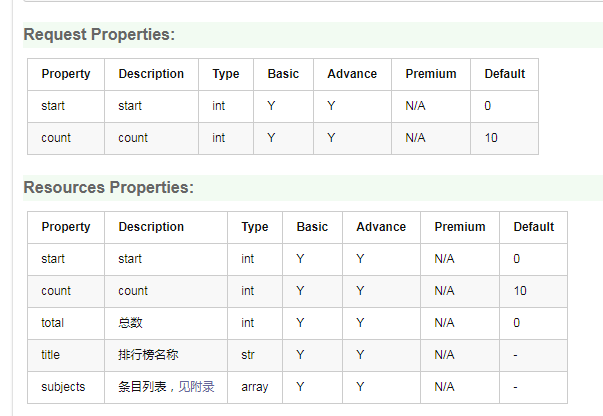 Request Properties:
Property Description Type Basic Advance Premium Default
start start int Y Y N/A 0
count count int Y Y N/A 10
Resources Properties:
Property Description Type Basic Advance Premium Default
start start int Y Y N/A 0
count count int Y Y N/A 10
total 总数 int Y Y N/A 0
title 排行榜名称 str Y Y N/A -
subjects 条目列表，见附录 array Y Y N/A -